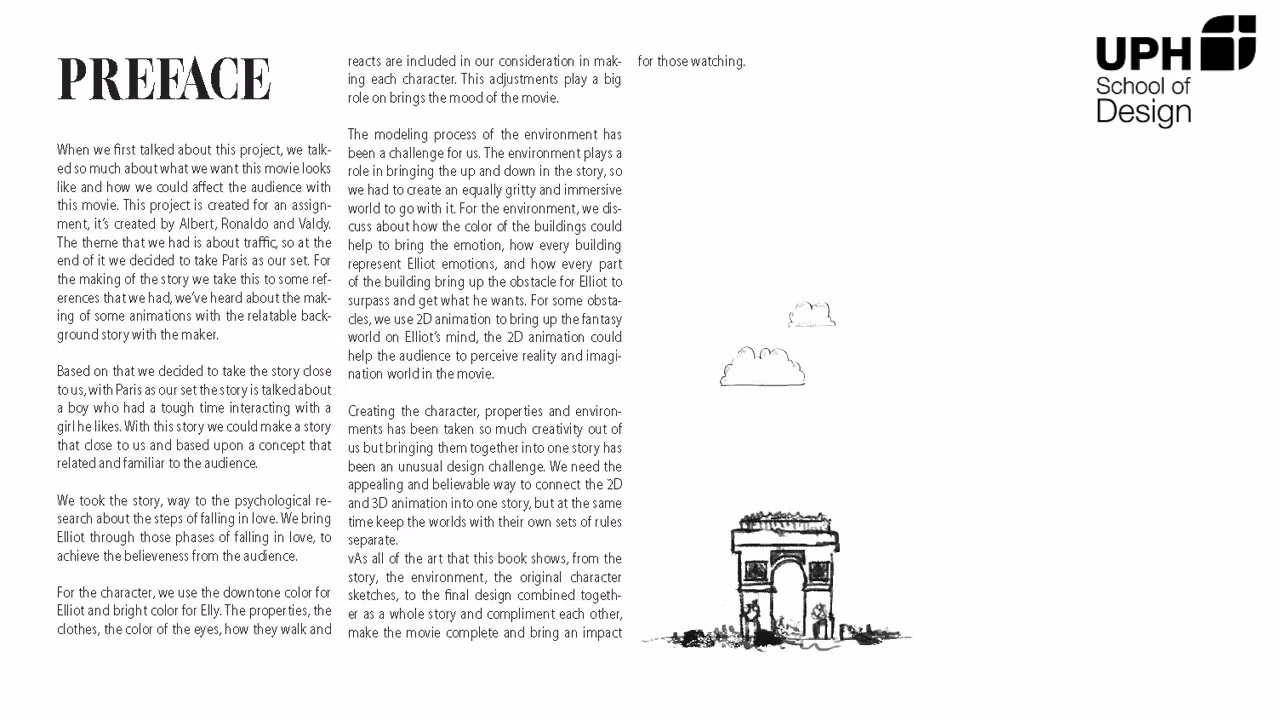 PREFACE
When we first talked about this project, we talk-
ed so much about what we want this movie looks
like and how we could affect the audience with
this movie. This project is created for an assign-
ment, it's created by Albert, Ronaldo and Valdy.
The theme that we had is about traffic, so at the
end of it we decided to take Paris as our set. For
the making of the story we take this to some ref-
erences that we had, we've heard about the mak-
ing of some animations with the relatable back-
ground story with the maker.
Based on that we decided to take the story close
to us, with Paris as our set the story is talked about
a boy who had a tough time interacting with a
girl he likes. With this story we could make a story
that close to us and based upon a concept that
related and familiar to the audience.
We took the story, way to the psychological re-
search about the steps of falling in love. We bring
Elliot through those phases of falling in love, to
achieve the believeness from the audience.
For the character, we use the downtone color for
Elliot and bright color for Elly. The properties, the
clothes, the color of the eyes, how they walk and
reacts are included in our consideration in mak-
ing each character. This adjustments play a big
role on brings the mood of the movie.
The modeling process of the environment has
been a challenge for us. The environment plays a
role in bringing the up and down in the story, so
we had to create an equally gritty and immersive
world to go with it. For the environment, we dis-
cuss about how the color of the buildings could
help to bring the emotion, how every building
represent Elliot emotions, and how every part
of the building bring up the obstacle for Elliot to
surpass and get what he wants. For some obsta-
cles, we use 2D animation to bring up the fantasy
world on Elliot's mind, the 2D animation could
help the audience to perceive reality and imagi-
nation world in the movie.
Creating the character, properties and environ-
ments has been taken so much creativity out of
us but bringing them together into one story has
been an unusual design challenge. We need the
appealing and believable way to connect the 2D
and 3D animation into one story, but at the same
time keep the worlds with their own sets of rules
separate.
vAs all of the art that this book shows, from the
story, the environment, the original character
sketches, to the final design combined togeth-
er as a whole story and compliment each other,
make the movie complete and bring an impact
for those watching.
UPH
School of
Design